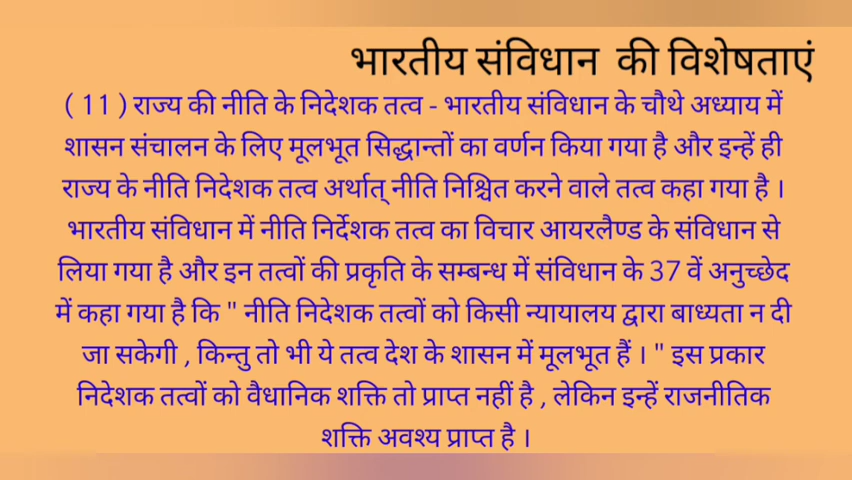 भारतीय संविधान की विशेषताएं
( 11 ) राज्य की नीति के निदेशक तत्व - भारतीय संविधान के चौथे अध्याय में
शासन संचालन के लिए मूलभूत सिद्धान्तों का वर्णन किया गया है और इन्हें ही
राज्य के नीति निदेशक तत्व अर्थात् नीति निश्चित करने वाले तत्व कहा गया है ।
भारतीय संविधान में नीति निर्देशक तत्व का विचार आयरलैण्ड के संविधान से
लिया गया है और इन तत्वों की प्रकृति के सम्बन्ध में संविधान के 37 वें अनुच्छेद
में कहा गया है कि " नीति निदेशक तत्वों को किसी न्यायालय द्वारा बाध्यता न दी
जा सकेगी , किन्तु तो भी ये तत्व देश के शासन में मूलभूत हैं । " इस प्रकार
निदेशक तत्वों को वैधानिक शक्ति तो प्राप्त नहीं है , लेकिन इन्हें राजनीतिक
शक्ति अवश्य प्राप्त है ।